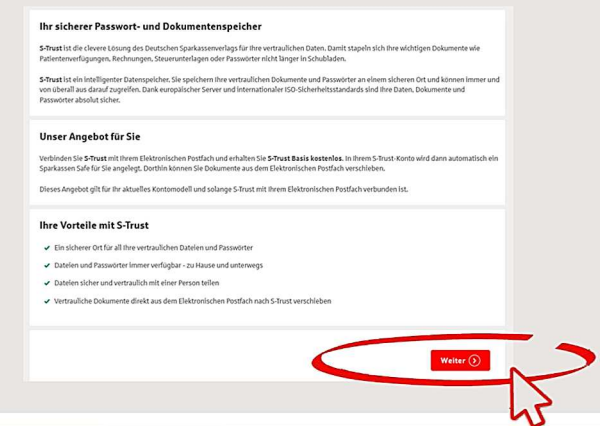 Ihr sicherer Passwort- und Dokumentenspeicher
S-Trust ist die clevere Lösung des Deutschen Sparkassenverlags für Ihre vertraulichen Daten. Damit stapeln sich Ihre wichtigen Dokumente wie
Patientenverfügungen, Rechnungen, Steuerunterlagen oder Passwörter nicht länger in Schubladen.
S-Trust ist ein intelligenter Datenspeicher. Sie speichern Ihre vertraulichen Dokumente und Passwörter an einem sicheren Ort und können immer und
von überall aus darauf zugreifen. Dank europäischer Server und internationaler ISO-Sicherheitsstandards sind Ihre Daten, Dokumente und
Passwörter absolut sicher.
Unser Angebot für Sie
Verbinden Sie S-Trust mit Ihrem Elektronischen Postfach und erhalten Sie S-Trust Basis kostenlos. In Ihrem S-Trust-Konto wird dann automatisch ein
Sparkassen Safe für Sie angelegt. Dorthin können Sie Dokumente aus dem Elektronischen Postfach verschieben.
Dieses Angebot gilt für Ihr aktuelles Kontomodell und solange S-Trust mit Ihrem Elektronischen Postfach verbunden ist.
Ihre Vorteile mit S-Trust
Ein sicherer Ort für all Ihre vertraulichen Dateien und Passwörter
Dateien und Passwörter immer verfügbar - zu Hause und unterwegs
Dateien sicher und vertraulich mit einer Person teilen
Vertrauliche Dokumente direkt aus dem Elektronischen Postfach nach S-Trust verschieben
Weiter